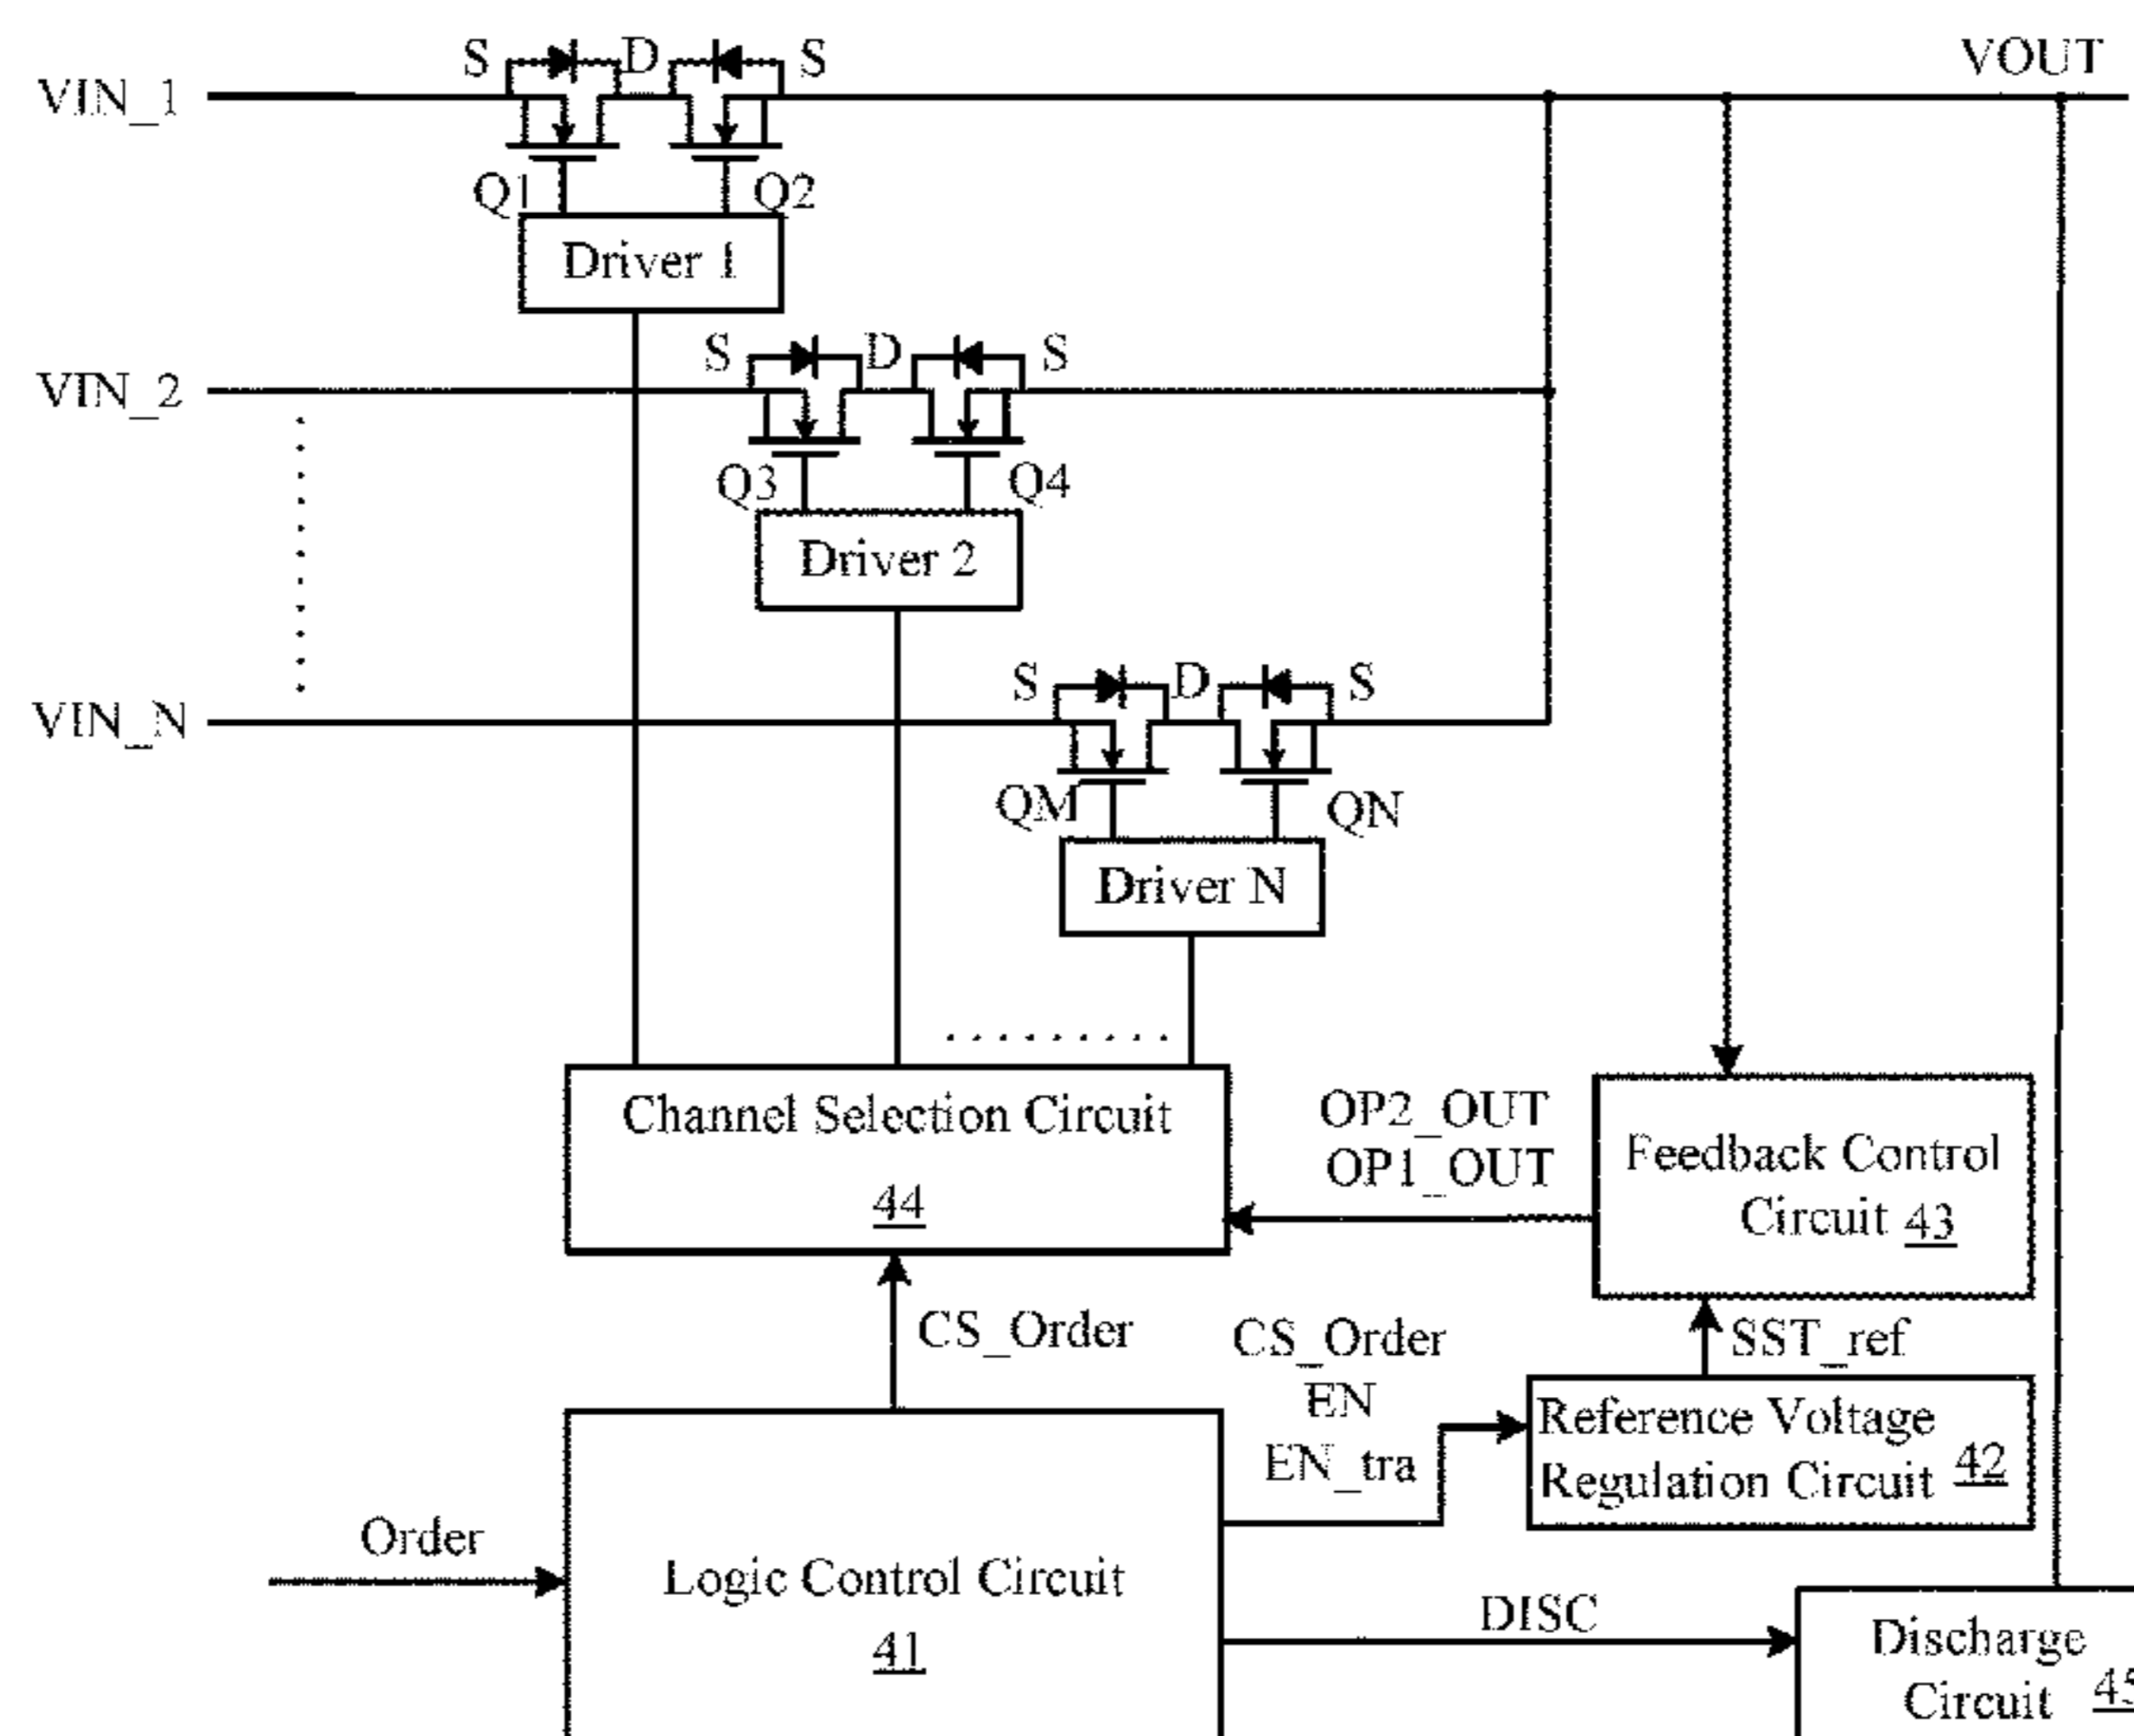 S D S VOUT
VIN_1
Q1 Q2
Driver 1
S D S
VIN_2
Q3 Q4
Driver 2
S D S
VIN_N
QM QN
Driver N
Channel Selection Circuit
44
OP2_OUT
OP1_OUT
Feedback Control
Circuit 43
CS_Order
CS_Order
EN
EN_tra
SST_ref
Reference Voltage
Regulation Circuit 42
Order
Logic Control Circuit
41
DISC
Discharge
Circuit 45